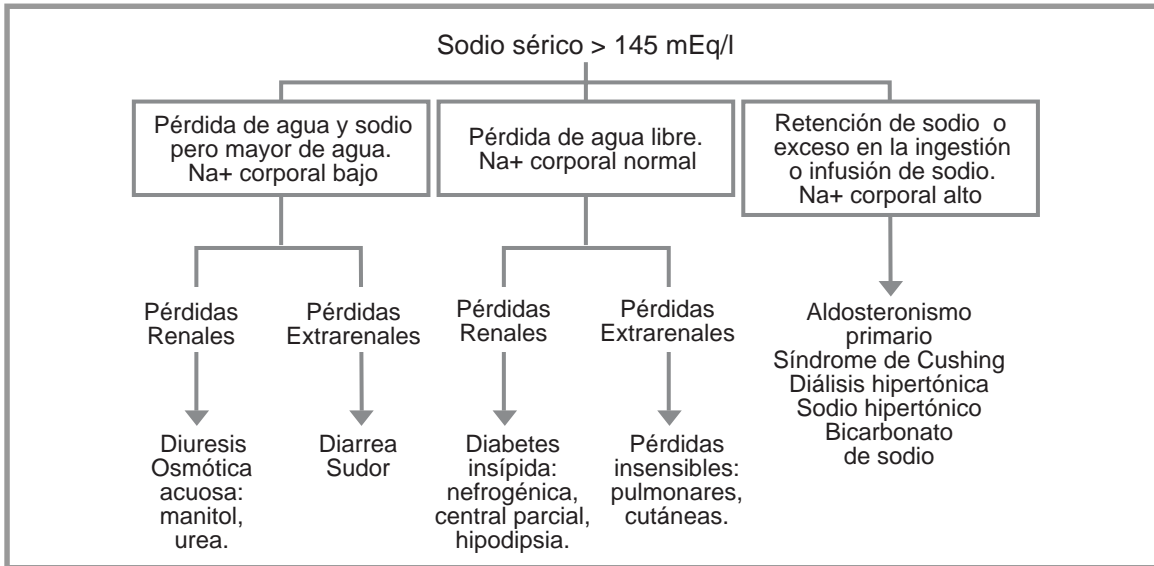 Sodio sérico > 145 mEq/l
Pérdida de agua y sodio
pero mayor de agua.
Na+ corporal bajo
Pérdida de agua libre.
Na+ corporal normal
Retención de sodio o
exceso en la ingestión
o infusión de sodio.
Na+ corporal alto
Pérdidas
Renales
Pérdidas
Extrarenales
Pérdidas
Renales
Pérdidas
Extrarenales
Aldosteronismo
primario
Síndrome de Cushing
Diálisis hipertónica
Sodio hipertónico
Bicarbonato
de sodio
Diuresis
Osmótica
acuosa:
manitol,
urea.
Diarrea
Sudor
Diabetes
insípida:
nefrogénica,
central parcial,
hipodipsia.
Pérdidas
insensibles:
pulmonares,
cutáneas.